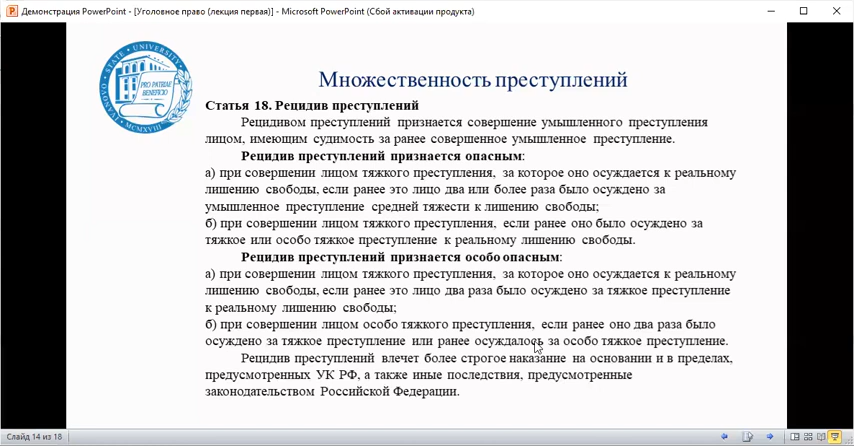 Демонстрация PowerPoint - [Уголовное право (лекция первая)] - Microsoft PowerPoint (Сбой активации продукта)
IVANOVO STATE UNIVERSITY
PRO PATRIAE
BENEFICIO
MCMXVIII
Множественность преступлений
Статья 18. Рецидив преступлений
Рецидивом преступлений признается совершение умышленного преступления
лицом, имеющим судимость за ранее совершенное умышленное преступление.
Рецидив преступлений признается опасным:
а) при совершении лицом тяжкого преступления, за которое оно осуждается к реальному
лишению свободы, если ранее это лицо два или более раза было осуждено за
умышленное преступление средней тяжести к лишению свободы;
б) при совершении лицом тяжкого преступления, если ранее оно было осуждено за
тяжкое или особо тяжкое преступление к реальному лишению свободы.
Рецидив преступлений признается особо опасным:
а) при совершении лицом тяжкого преступления, за которое оно осуждается к реальному
лишению свободы, если ранее это лицо два раза было осуждено за тяжкое преступление
к реальному лишению свободы;
б) при совершении лицом особо тяжкого преступления, если ранее оно два раза было
осуждено за тяжкое преступление или ранее осуждалось за особо тяжкое преступление.
Рецидив преступлений влечет более строгое наказание на основании и в пределах,
предусмотренных УК РФ, а также иные последствия, предусмотренные
законодательством Российской Федерации.
Слайд 14 из 18